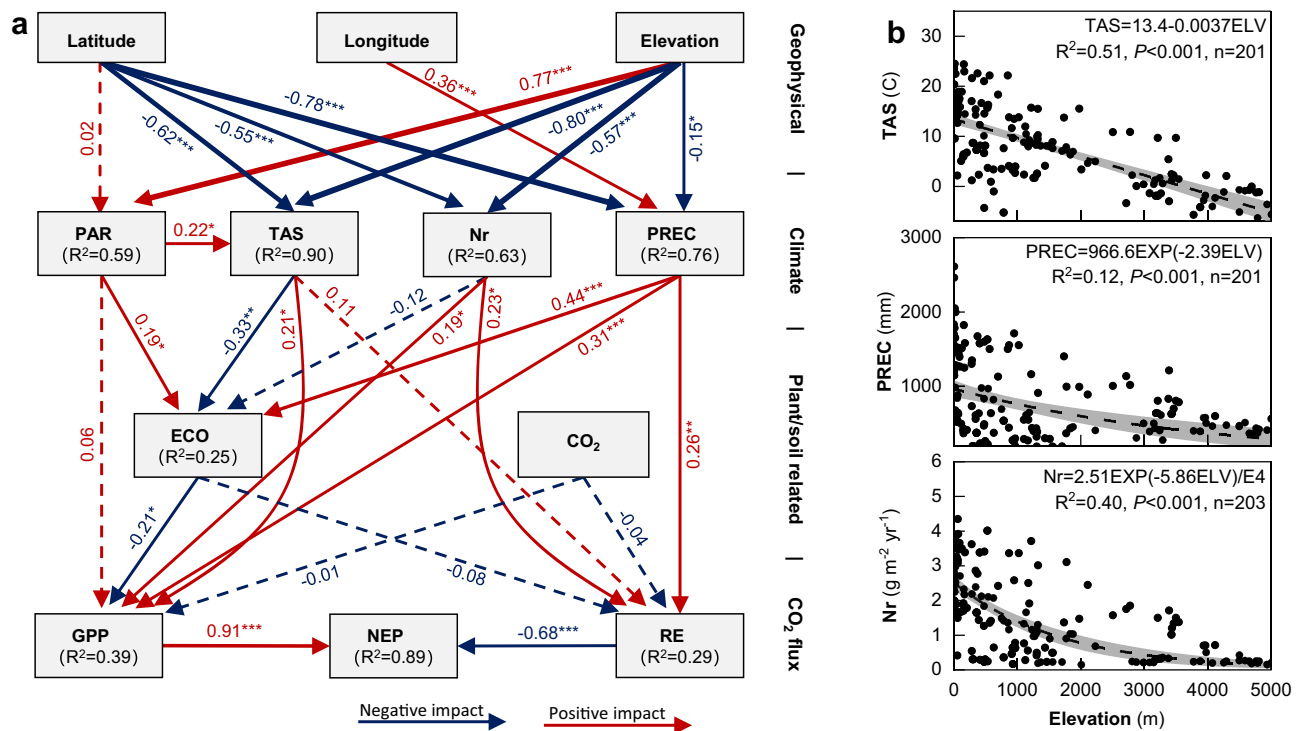 a
Latitude
Longitude
Elevation
0.02
-0.62***
-0.78***
-0.55***
0.36***
0.77***
-0.80***
-0.57***
-0.15*
PAR
(R²=0.59)
0.22*
TAS
(R²=0.90)
Nr
(R²=0.63)
PREC
(R²=0.76)
0.06
0.19*
-0.33**
0.21*
0.11
-0.12
0.19*
0.23*
0.44***
0.31***
0.26**
ECO
(R²=0.25)
CO₂
-0.21*
-0.08
-0.01
-0.04
GPP
(R²=0.39)
0.91***
NEP
(R²=0.89)
-0.68***
RE
(R²=0.29)
Negative impact
Positive impact
Geophysical | Climate | Plant/soil related | CO₂ flux
b
TAS=13.4-0.0037ELV
R²=0.51, P<0.001, n=201
TAS (C)
30
20
10
0
PREC=966.6EXP(-2.39ELV)
R²=0.12, P<0.001, n=201
PREC (mm)
3000
2000
1000
Nr=2.51EXP(-5.86ELV)/E4
R²=0.40, P<0.001, n=203
Nr (g m⁻² yr⁻¹)
6
5
4
3
2
1
0
0 1000 2000 3000 4000 5000
Elevation (m)